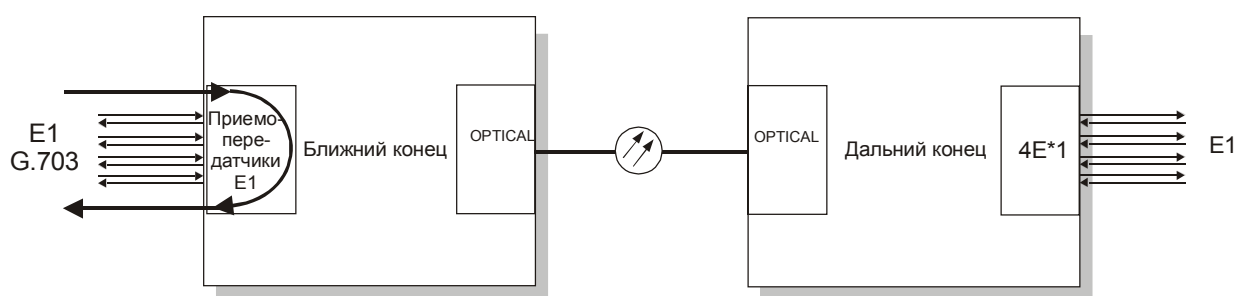 E1
G.703
Приемо-
пере-
датчики
E1
Ближний конец
OPTICAL
OPTICAL
Дальний конец
4E*1
E1